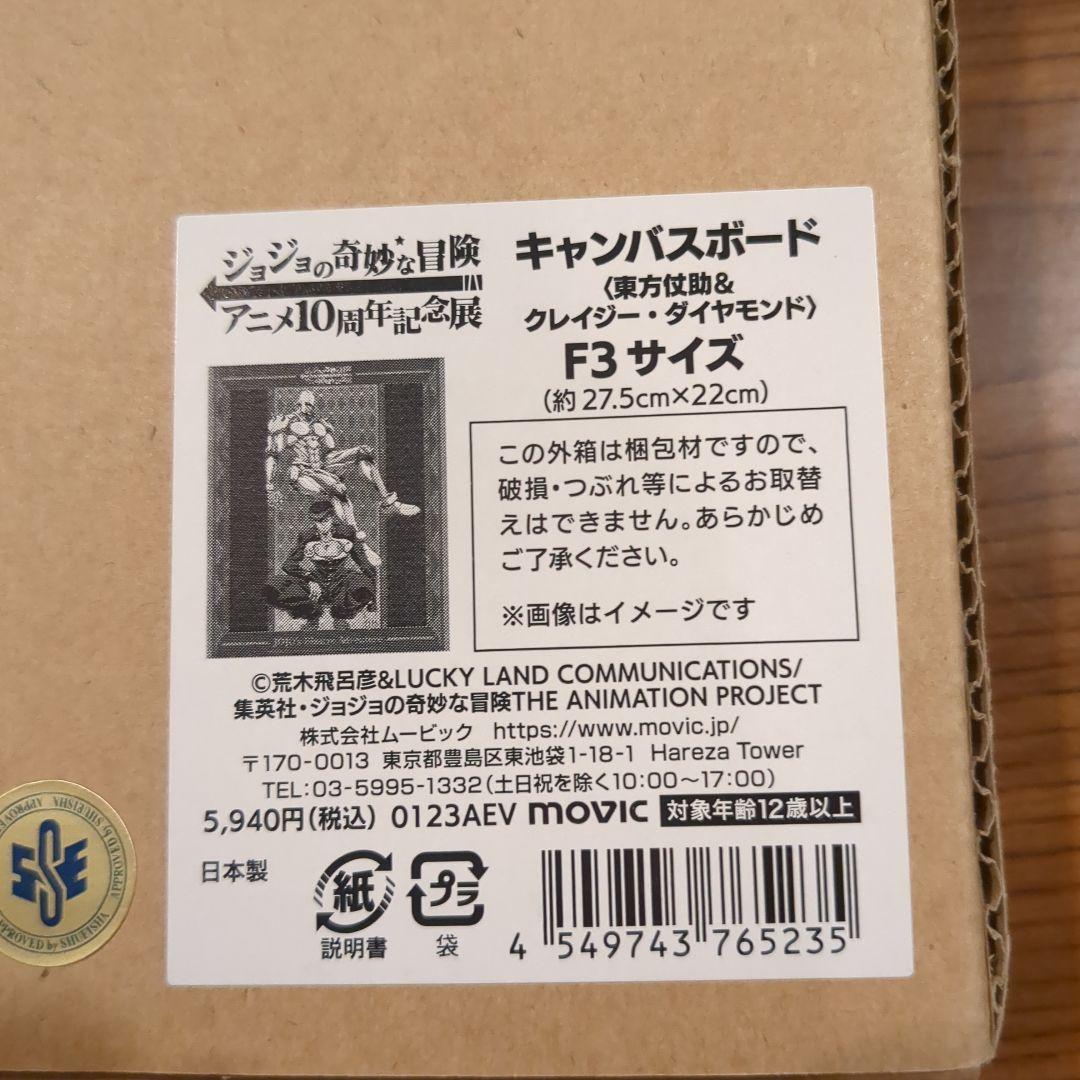 ジョジョの奇妙な冒険
アニメ10周年記念展
キャンバスボード
〈東方仗助&
クレイジー・ダイヤモンド〉
F3 サイズ
(約 27.5cm×22cm)
この外箱は梱包材ですので、
破損・つぶれ等によるお取替
えはできません。あらかじめ
ご了承ください。
※画像はイメージです
©荒木飛呂彦&LUCKY LAND COMMUNICATIONS/
集英社・ジョジョの奇妙な冒険THE ANIMATION PROJECT
株式会社ムービック https://www.movic.jp/
〒170-0013 東京都豊島区東池袋1-18-1 Hareza Tower
TEL:03-5995-1332(土日祝を除く10:00〜17:00)
5,940円(税込) 0123AEV movic 対象年齢12歳以上
日本製
紙
説明書
プラ
袋
4 549743 765235
SE
APPROVED by SHUEISHA
APPROVED by SHUEISHA